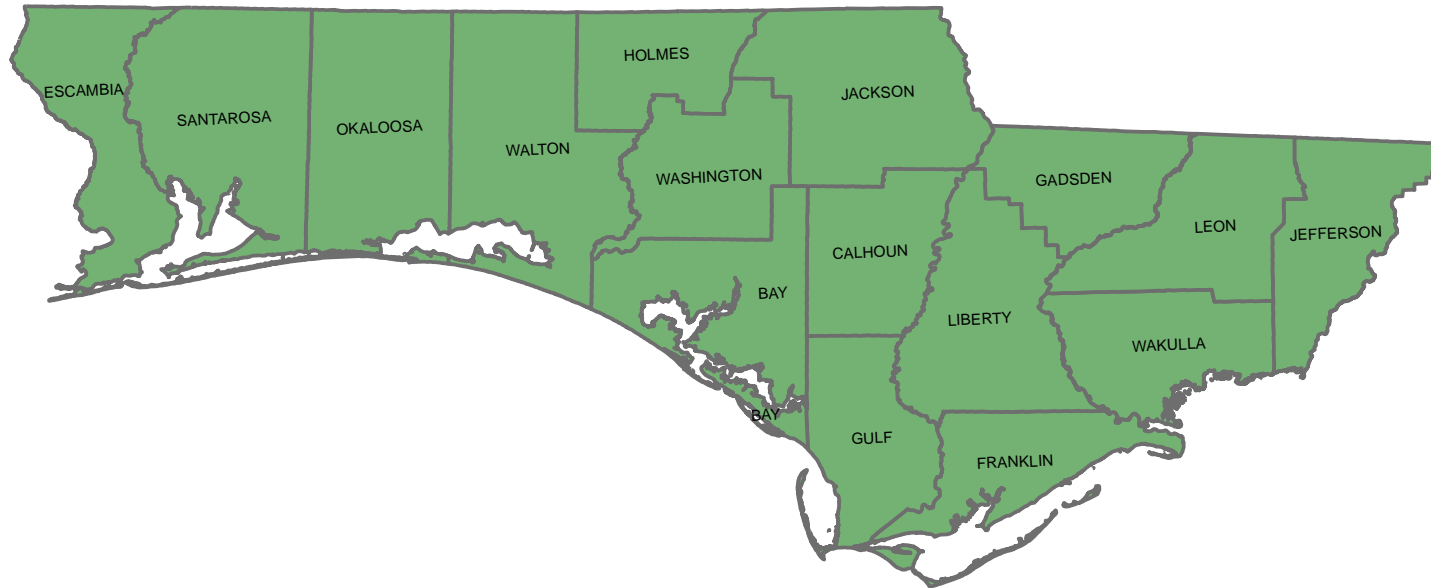 HOLMES
ESCAMBIA
JACKSON
SANTAROSA
OKALOOSA
WALTON
WASHINGTON
GADSDEN
LEON
JEFFERSON
CALHOUN
BAY
LIBERTY
WAKULLA
BAY
GULF
FRANKLIN